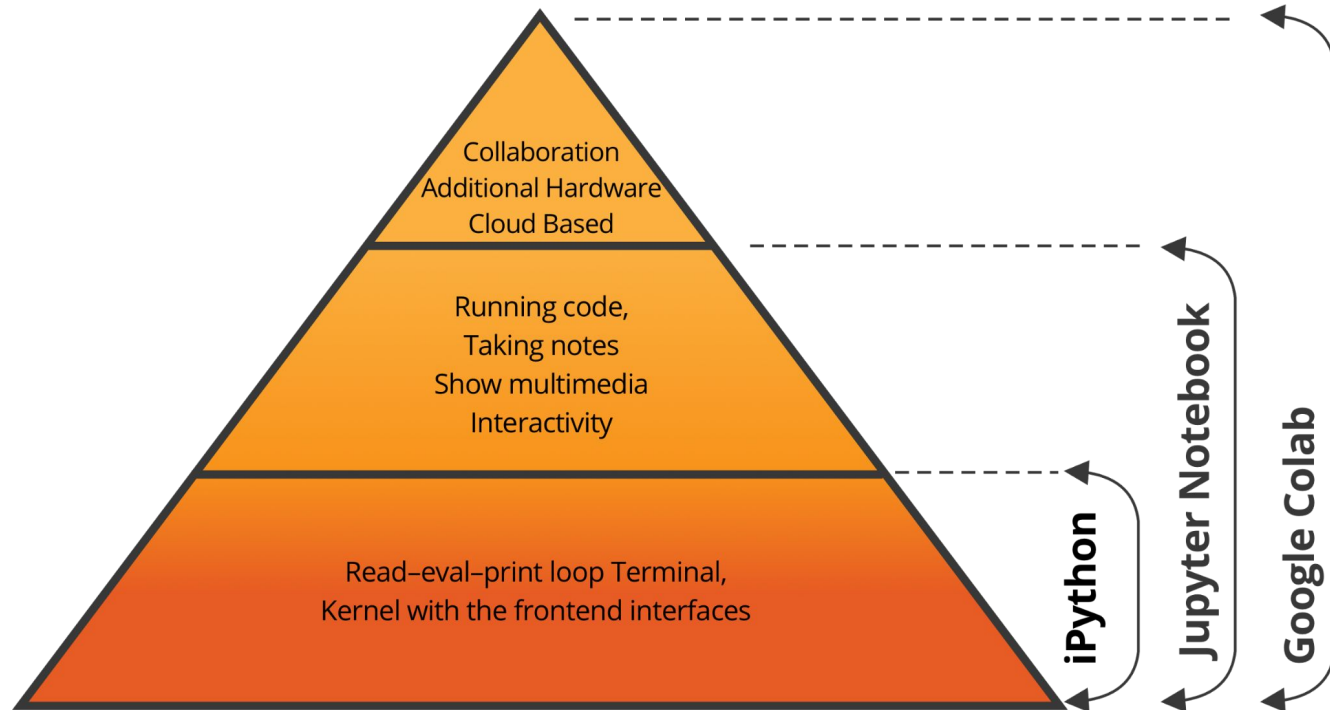 Collaboration
Additional Hardware
Cloud Based
Running code,
Taking notes
Show multimedia
Interactivity
Read–eval–print loop Terminal,
Kernel with the frontend interfaces
iPython
Jupyter Notebook
Google Colab